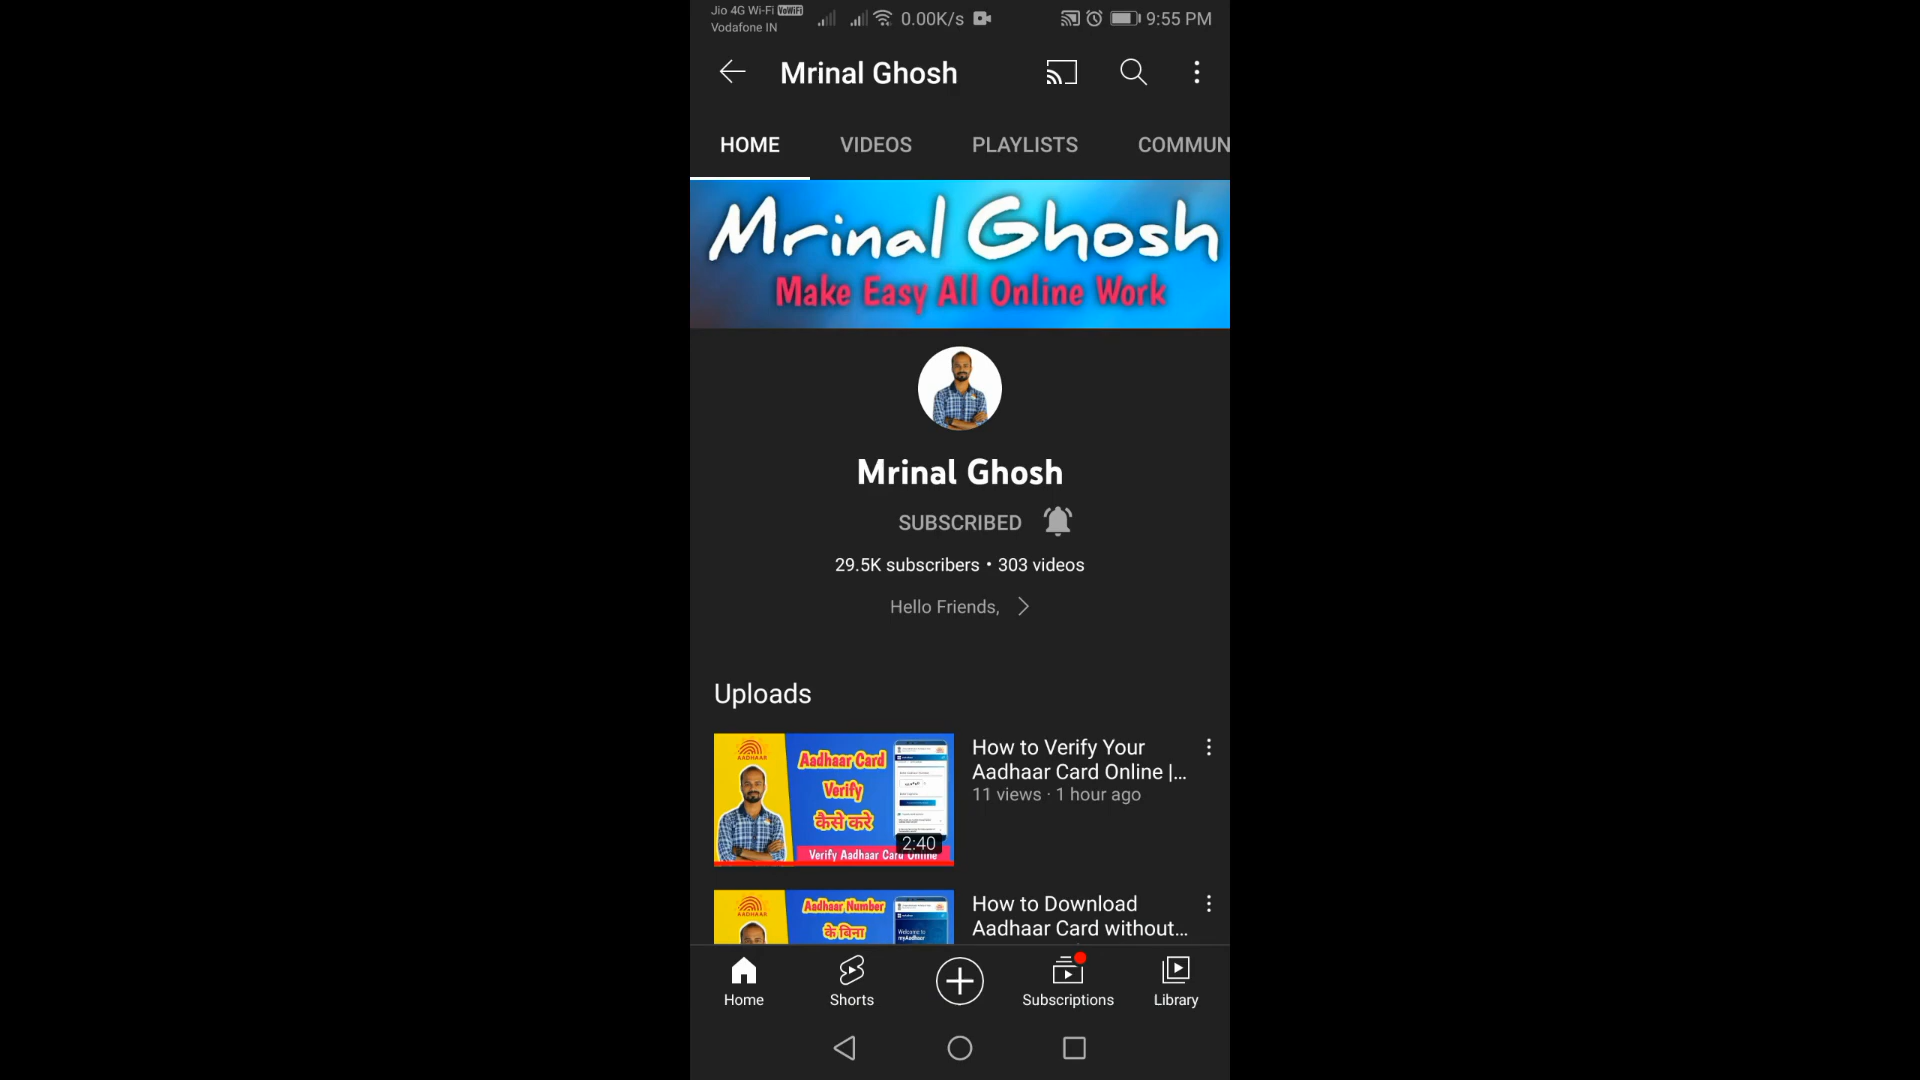 Jio 4G Wi-Fi VoWiFi
Vodafone IN
0.00K/s
9:55 PM
Mrinal Ghosh
HOME
VIDEOS
PLAYLISTS
COMMUN
Mrinal Ghosh
Make Easy All Online Work
Mrinal Ghosh
SUBSCRIBED
29.5K subscribers • 303 videos
Hello Friends,
Uploads
AADHAAR
Aadhaar Card
Verify
कैसे करे
2:40
Verify Aadhaar Card Online
How to Verify Your
Aadhaar Card Online |...
11 views · 1 hour ago
AADHAAR
Aadhaar Number
के बिना
Welcome to
myAadhaar
How to Download
Aadhaar Card without...
Home
Shorts
Subscriptions
Library